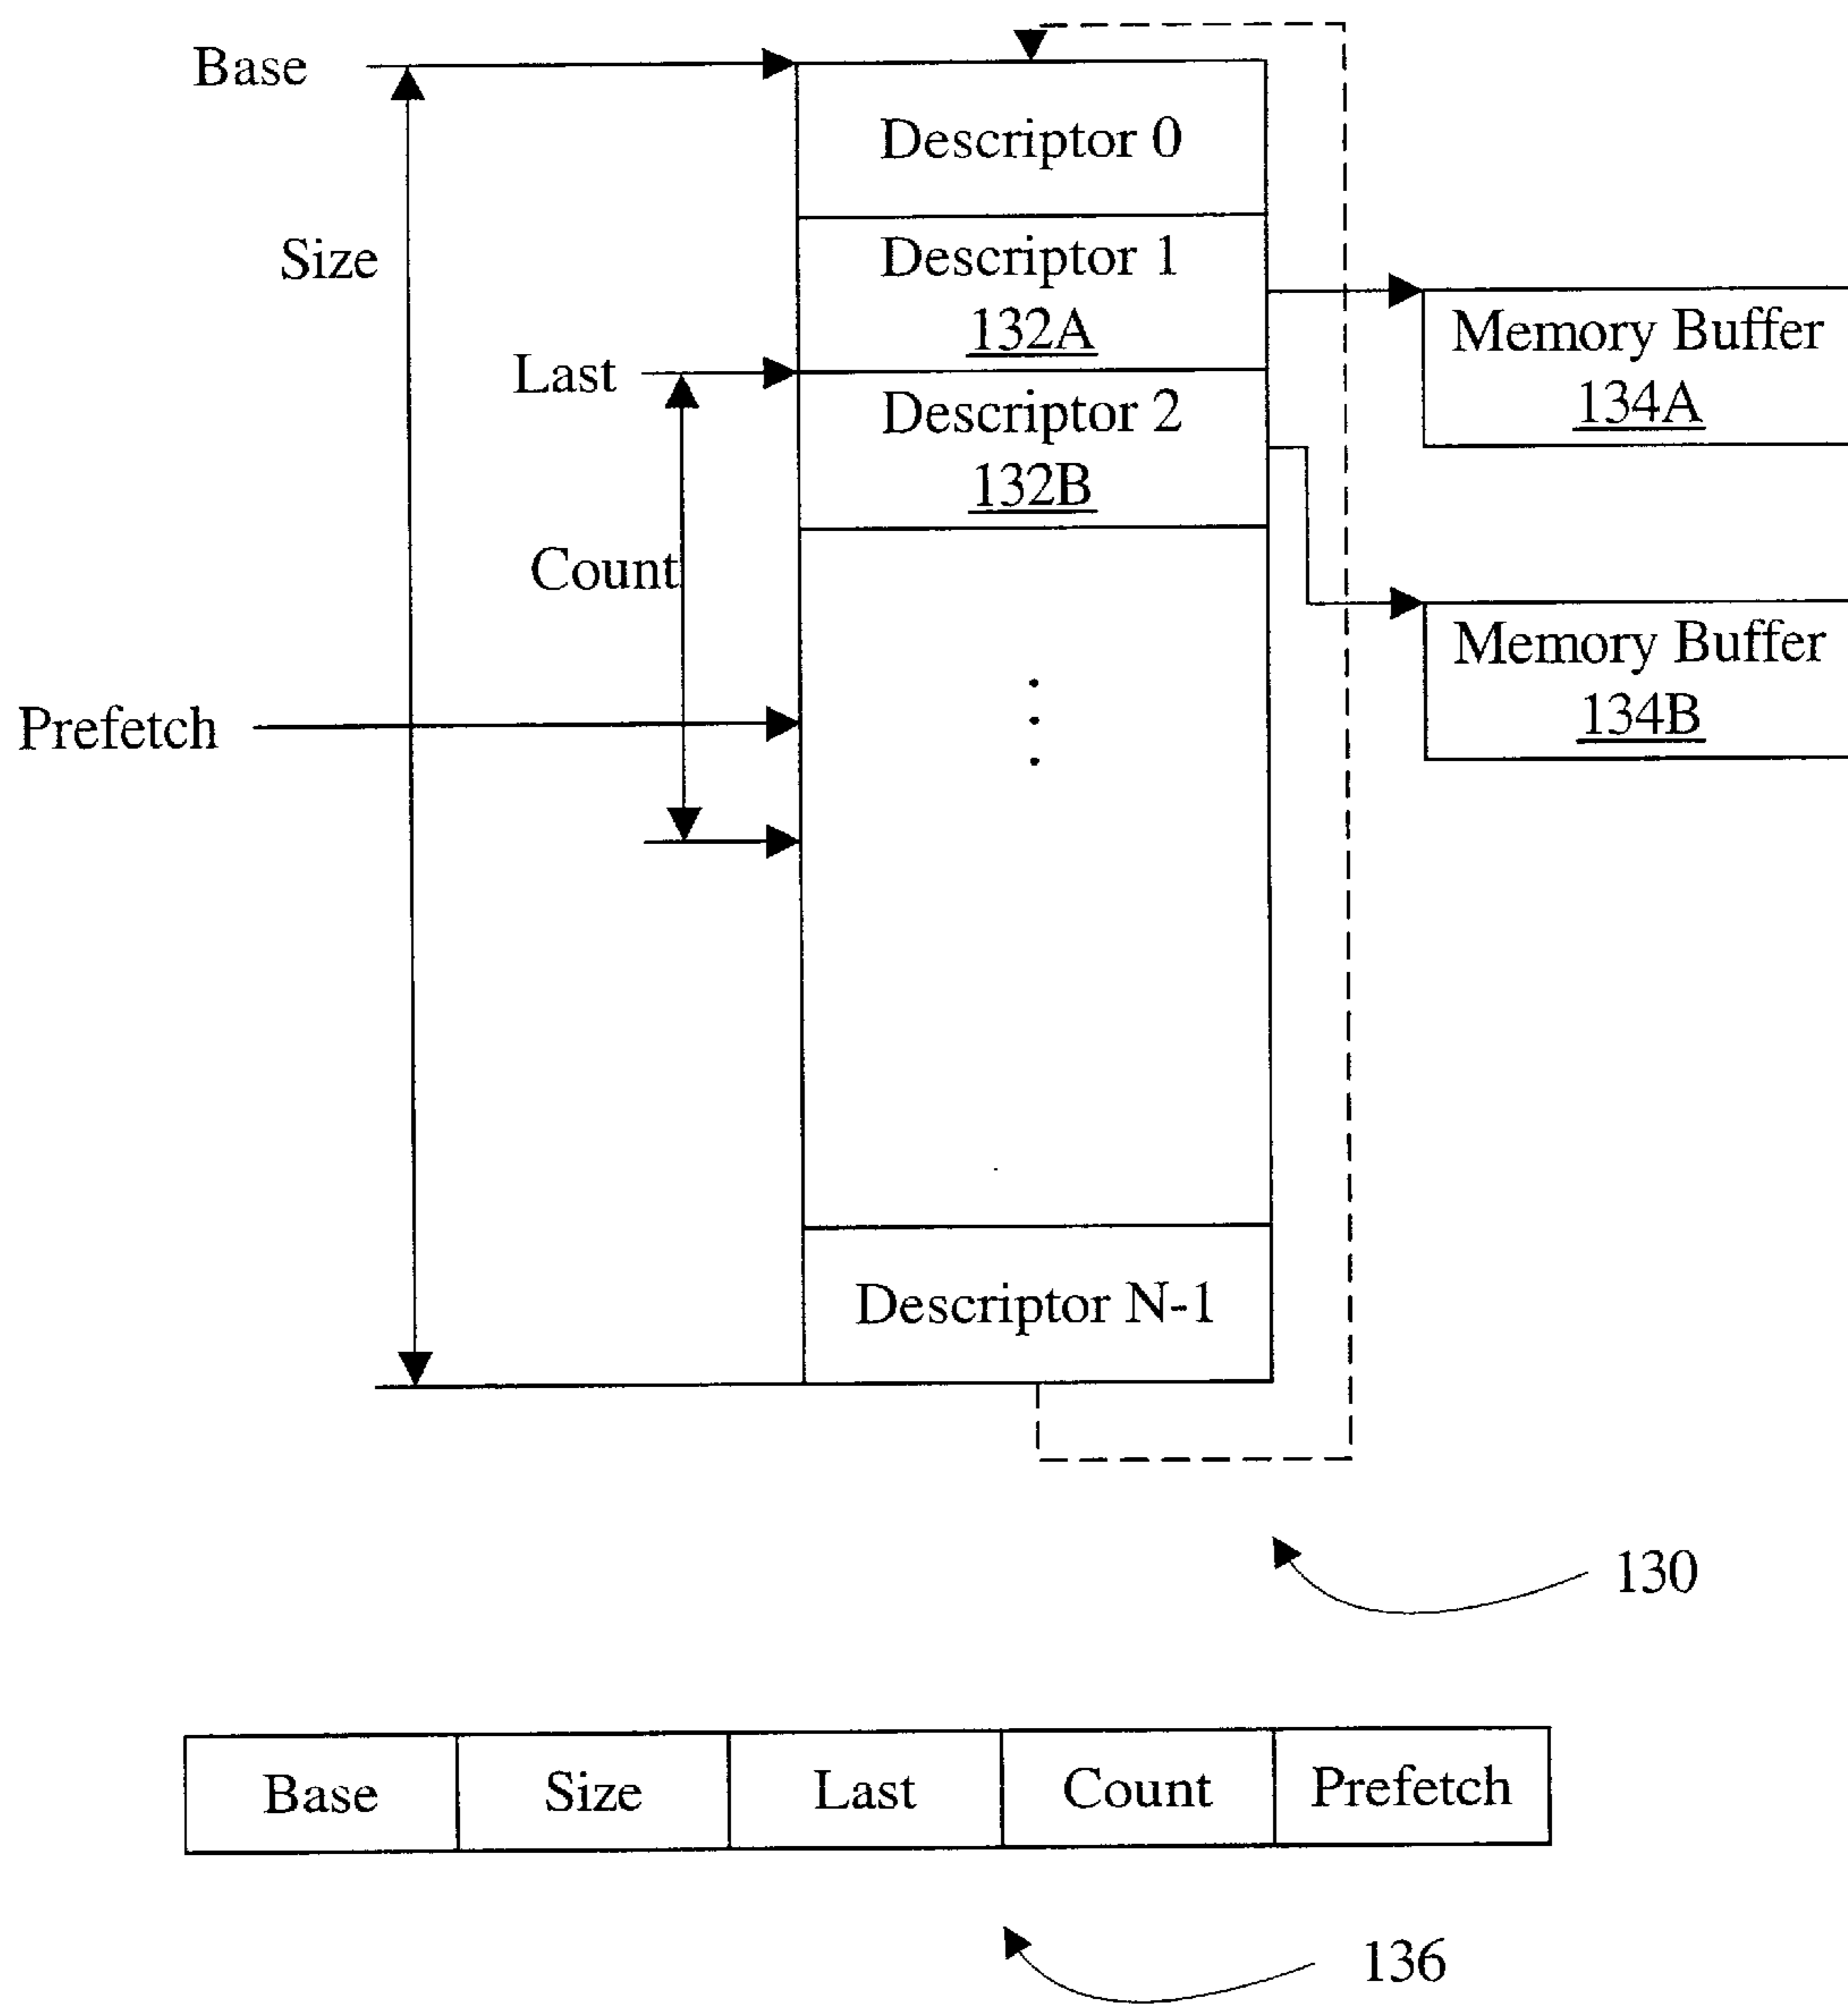 Base
Descriptor 0
Size
Descriptor 1
132A
Memory Buffer
134A
Last
Descriptor 2
132B
Count
Memory Buffer
134B
Prefetch
Descriptor N-1
130
Base Size Last Count Prefetch
136